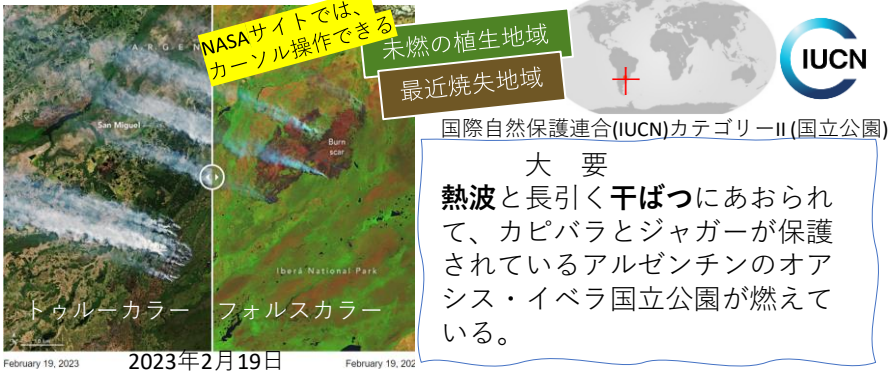 NASAサイトでは、
カーソル操作できる
未燃の植生地域
最近焼失地域
IUCN
国際自然保護連合(IUCN)カテゴリーII (国立公園)
ARGEN
San Miguel
Burn
scar
Iberá National Park
トゥルーカラー
フォルスカラー
大 要
熱波と長引く干ばつにあおられ
て、カピバラとジャガーが保護
されているアルゼンチンのオア
シス・イベラ国立公園が燃えて
いる。
February 19, 2023
2023年2月19日
February 19, 202